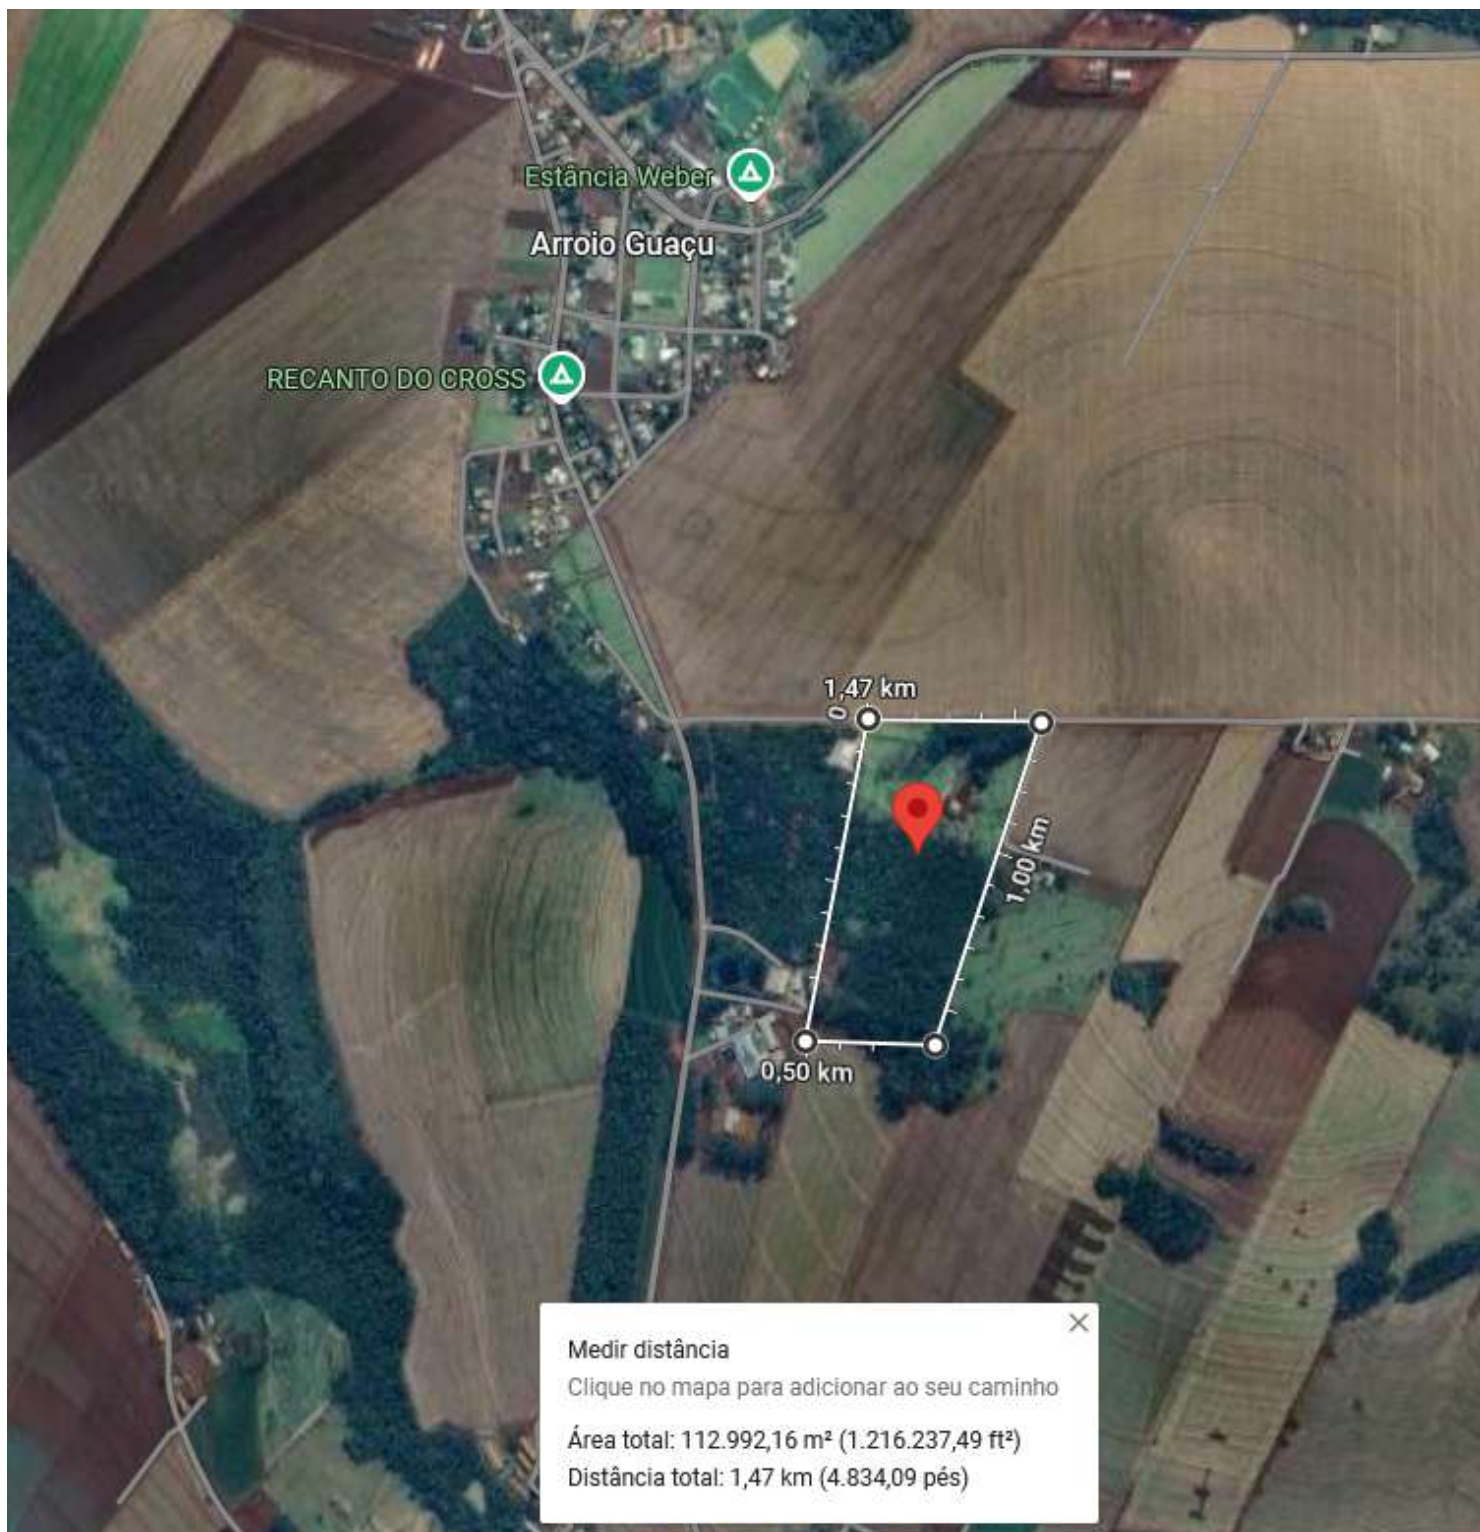 Estância Weber
Arroio Guaçu
RECANTO DO CROSS
1,47 km
0
1,00 km
0,50 km
Medir distância
Clique no mapa para adicionar ao seu caminho
Área total: 112.992,16 m² (1.216.237,49 ft²)
Distância total: 1,47 km (4.834,09 pés)